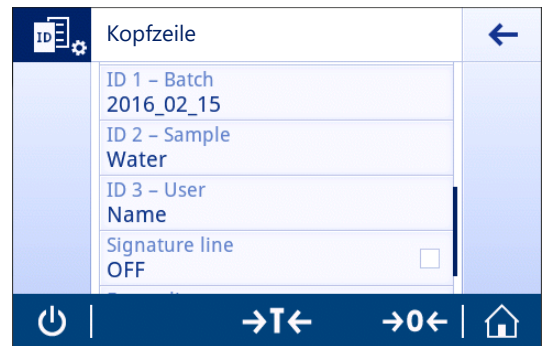 ID
Kopfzeile
ID 1 – Batch
2016_02_15
ID 2 – Sample
Water
ID 3 – User
Name
Signature line
OFF
→T← →0←